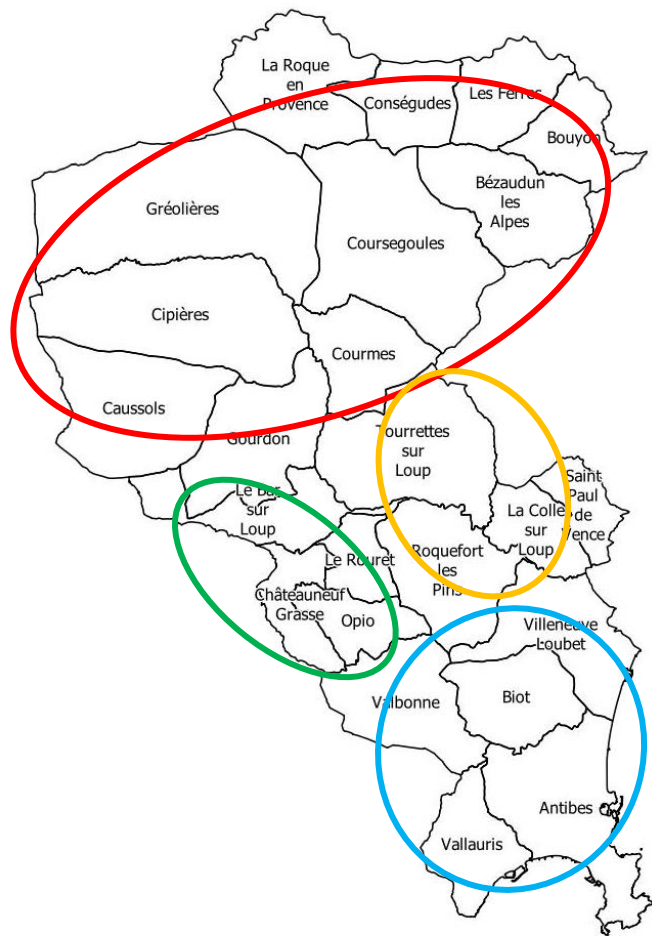 La Roque
en
Provence
Conségudes
Les Ferres
Bouyon
Bézaudun
les
Alpes
Gréolières
Coursegoules
Cipières
Courmes
Caussols
Gourdon
Tourrettes
sur
Loup
Saint
Paul
de
Vence
La Colle
sur
Loup
Le Bar
sur
Loup
Le Rouret
Roquefort
les
Pins
Châteauneuf
Grasse
Opio
Villeneuve
Loubet
Valbonne
Biot
Antibes
Vallauris